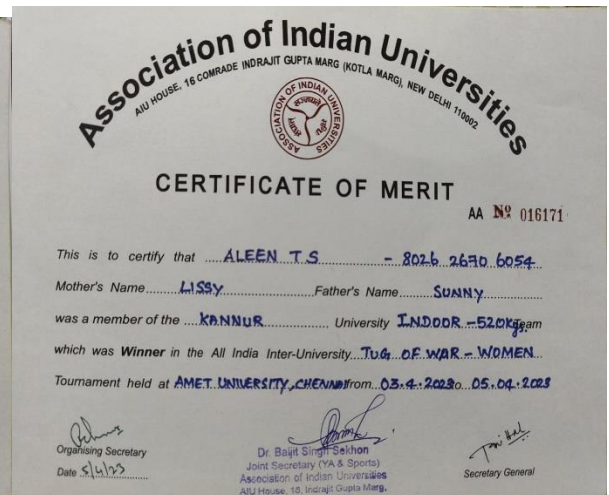 Association of Indian Universities
AIU HOUSE, 16 COMRADE INDRAJIT GUPTA MARG (KOTLA MARG), NEW DELHI 110002
ASSOCIATION OF INDIAN UNIVERSITIES
CERTIFICATE OF MERIT
AA Nº 016171
This is to certify that ALEEN T S - 8026 2670 6054
Mother's Name LISSY Father's Name SUNNY
was a member of the KANNUR University INDOOR - 520Kgs Team
which was Winner in the All India Inter-University TUG OF WAR - WOMEN
Tournament held at AMET UNIVERSITY, CHENNAI from 03.4.2023 to 05.04.2023
Organising Secretary
Date 5/4/23
Dr. Baljit Singh Sekhon
Joint Secretary (YA & Sports)
Association of Indian Universities
AIU House, 16, Indrajit Gupta Marg,
Secretary General